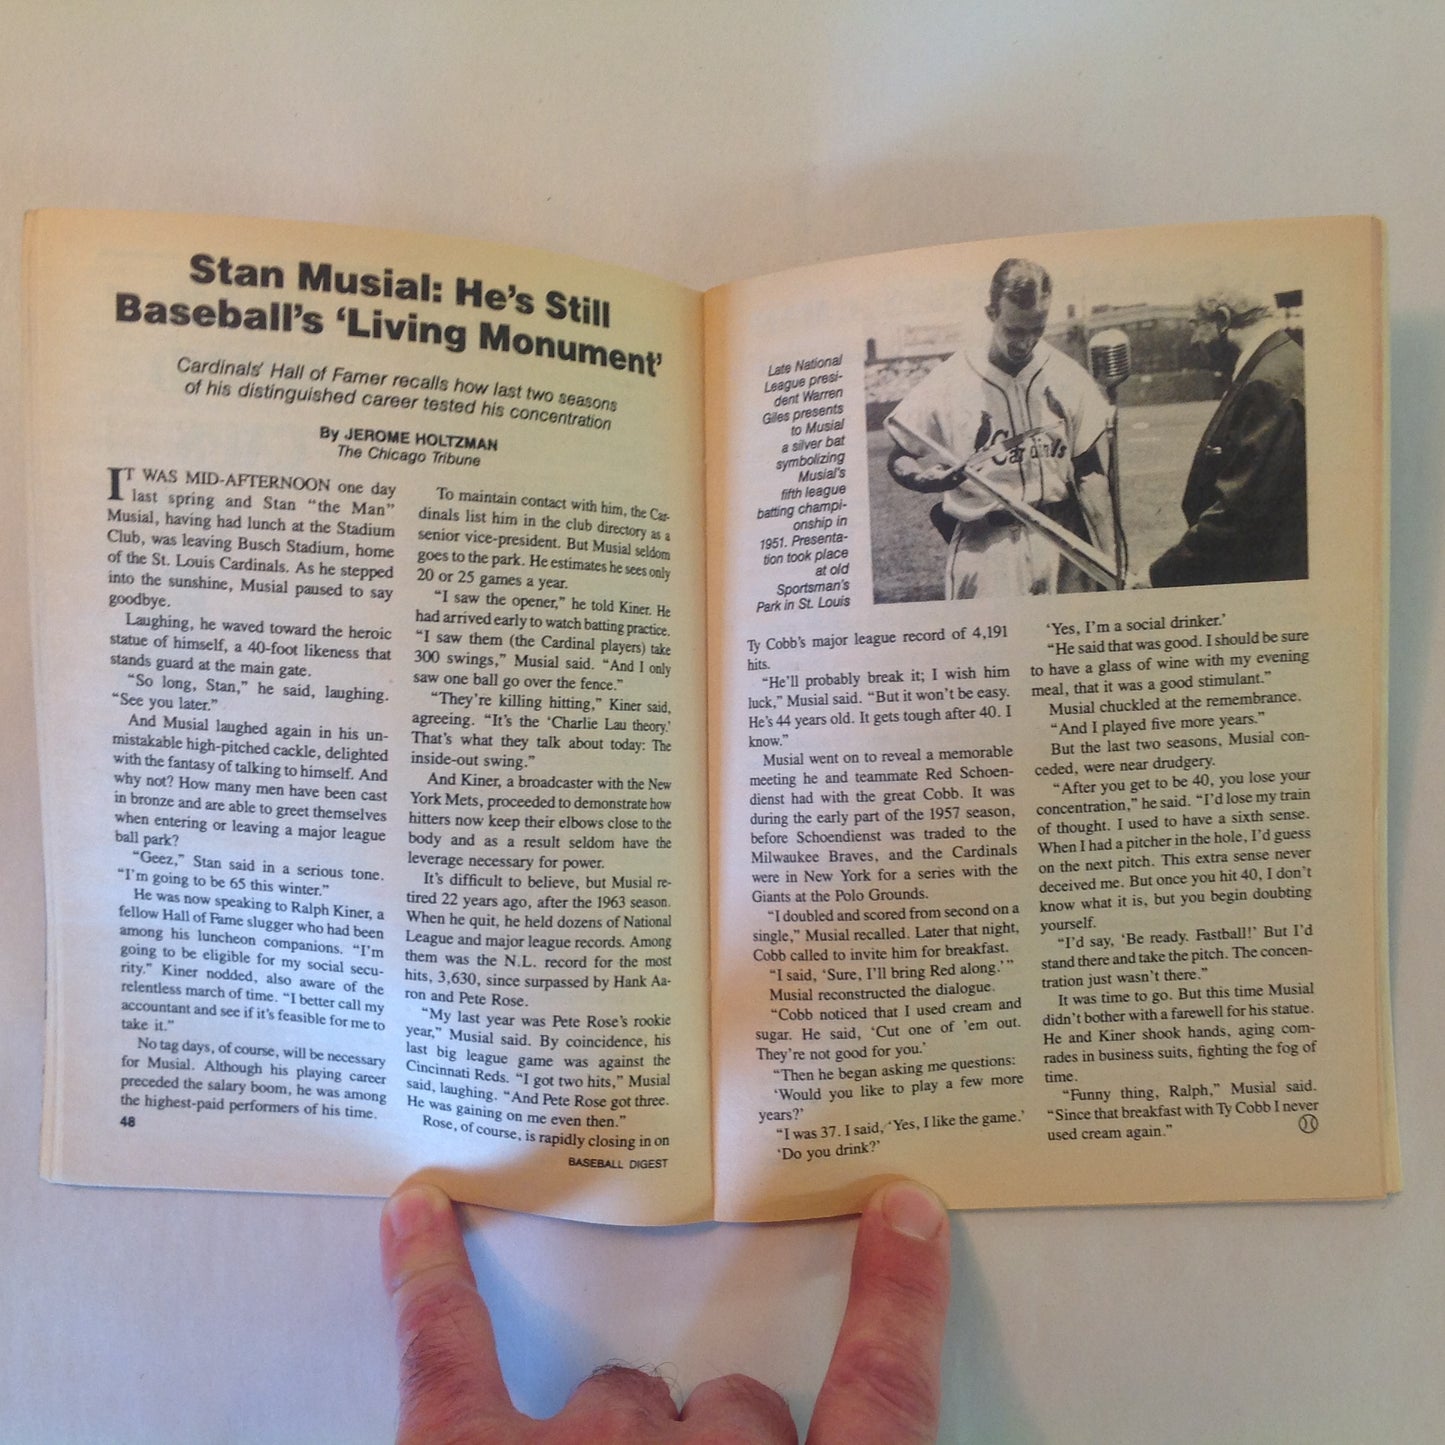 Stan Musial: He's Still
Baseball's 'Living Monument'
Cardinals' Hall of Famer recalls how last two seasons
of his distinguished career tested his concentration
By JEROME HOLTZMAN
The Chicago Tribune
IT WAS MID-AFTERNOON one day
last spring and Stan "the Man"
Musial, having had lunch at the Stadium
Club, was leaving Busch Stadium, home
of the St. Louis Cardinals. As he stepped
into the sunshine, Musial paused to say
goodbye.
Laughing, he waved toward the heroic
statue of himself, a 40-foot likeness that
stands guard at the main gate.
"So long, Stan," he said, laughing.
"See you later."
And Musial laughed again in his un-
mistakable high-pitched cackle, delighted
with the fantasy of talking to himself. And
why not? How many men have been cast
in bronze and are able to greet themselves
when entering or leaving a major league
ball park?
"Geez," Stan said in a serious tone.
"I'm going to be 65 this winter."
He was now speaking to Ralph Kiner, a
fellow Hall of Fame slugger who had been
among his luncheon companions. "I'm
going to be eligible for my social secu-
rity." Kiner nodded, also aware of the
relentless march of time. "I better call my
accountant and see if it's feasible for me to
take it."
No tag days, of course, will be necessary
for Musial. Although his playing career
preceded the salary boom, he was among
the highest-paid performers of his time.
48
To maintain contact with him, the Car-
dinals list him in the club directory as a
senior vice-president. But Musial seldom
goes to the park. He estimates he sees only
20 or 25 games a year.
"I saw the opener," he told Kiner. He
had arrived early to watch batting practice.
"I saw them (the Cardinal players) take
300 swings," Musial said. "And I only
saw one ball go over the fence."
"They're killing hitting," Kiner said,
agreeing. "It's the 'Charlie Lau theory.'
That's what they talk about today: The
inside-out swing."
And Kiner, a broadcaster with the New
York Mets, proceeded to demonstrate how
hitters now keep their elbows close to the
body and as a result seldom have the
leverage necessary for power.
It's difficult to believe, but Musial re-
tired 22 years ago, after the 1963 season.
When he quit, he held dozens of National
League and major league records. Among
them was the N.L. record for the most
hits, 3,630, since surpassed by Hank Aa-
ron and Pete Rose.
"My last year was Pete Rose's rookie
year," Musial said. By coincidence, his
last big league game was against the
Cincinnati Reds. "I got two hits," Musial
said, laughing. "And Pete Rose got three.
He was gaining on me even then."
Rose, of course, is rapidly closing in on
BASEBALL DIGEST
Late National
League presi-
dent Warren
Giles presents
to Musial
a silver bat
symbolizing
Musial's
fifth league
batting champi-
onship in
1951. Presenta-
tion took place
at old
Sportsman's
Park in St. Louis
Cardinals
Ty Cobb's major league record of 4,191
hits.
"He'll probably break it; I wish him
luck," Musial said. "But it won't be easy.
He's 44 years old. It gets tough after 40. I
know."
Musial went on to reveal a memorable
meeting he and teammate Red Schoen-
dienst had with the great Cobb. It was
during the early part of the 1957 season,
before Schoendienst was traded to the
Milwaukee Braves, and the Cardinals
were in New York for a series with the
Giants at the Polo Grounds.
"I doubled and scored from second on a
single," Musial recalled. Later that night,
Cobb called to invite him for breakfast.
"I said, 'Sure, I'll bring Red along.'"
Musial reconstructed the dialogue.
"Cobb noticed that I used cream and
sugar. He said, 'Cut one of 'em out.
They're not good for you.'
"Then he began asking me questions:
'Would you like to play a few more
years?'
"I was 37. I said, 'Yes, I like the game.'
'Do you drink?'
'Yes, I'm a social drinker.'
"He said that was good. I should be sure
to have a glass of wine with my evening
meal, that it was a good stimulant."
Musial chuckled at the remembrance.
"And I played five more years."
But the last two seasons, Musial con-
ceded, were near drudgery.
"After you get to be 40, you lose your
concentration," he said. "I'd lose my train
of thought. I used to have a sixth sense.
When I had a pitcher in the hole, I'd guess
on the next pitch. This extra sense never
deceived me. But once you hit 40, I don't
know what it is, but you begin doubting
yourself.
"I'd say, 'Be ready. Fastball!' But I'd
stand there and take the pitch. The concen-
tration just wasn't there."
It was time to go. But this time Musial
didn't bother with a farewell for his statue.
He and Kiner shook hands, aging com-
rades in business suits, fighting the fog of
time.
"Funny thing, Ralph," Musial said.
"Since that breakfast with Ty Cobb I never
used cream again."